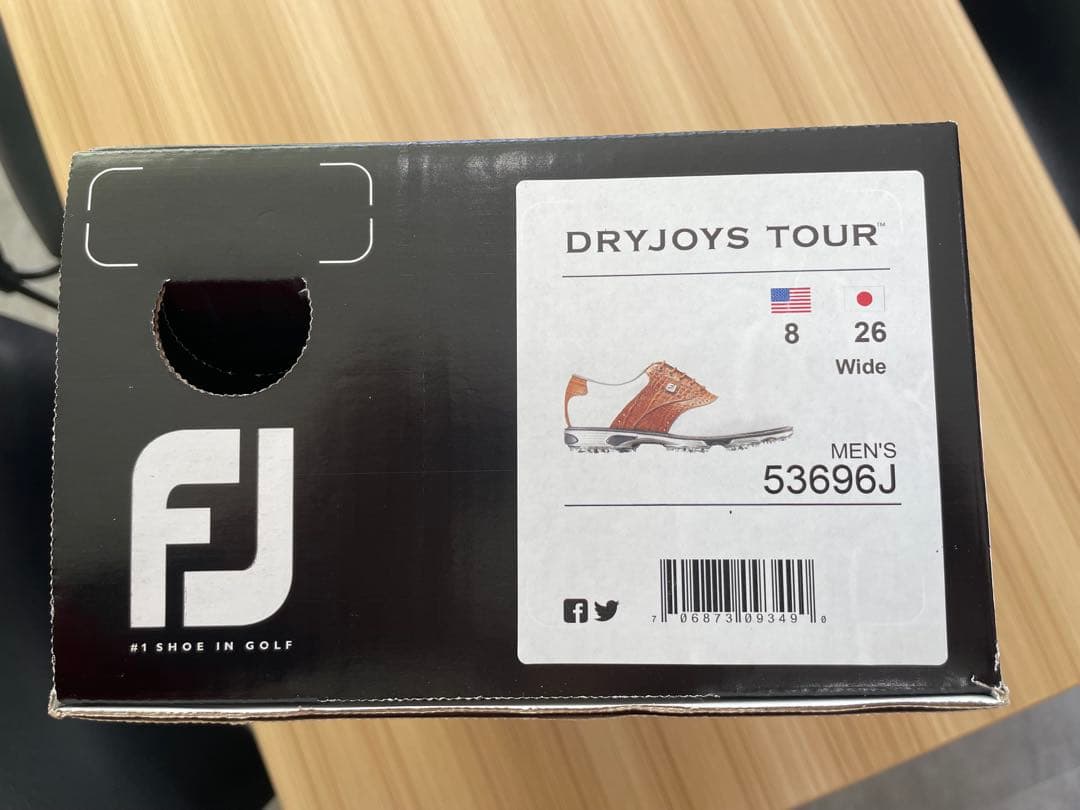 FJ
#1 SHOE IN GOLF
DRYJOYS TOUR™
8 26
Wide
MEN'S
53696J
7 06873 09349 0